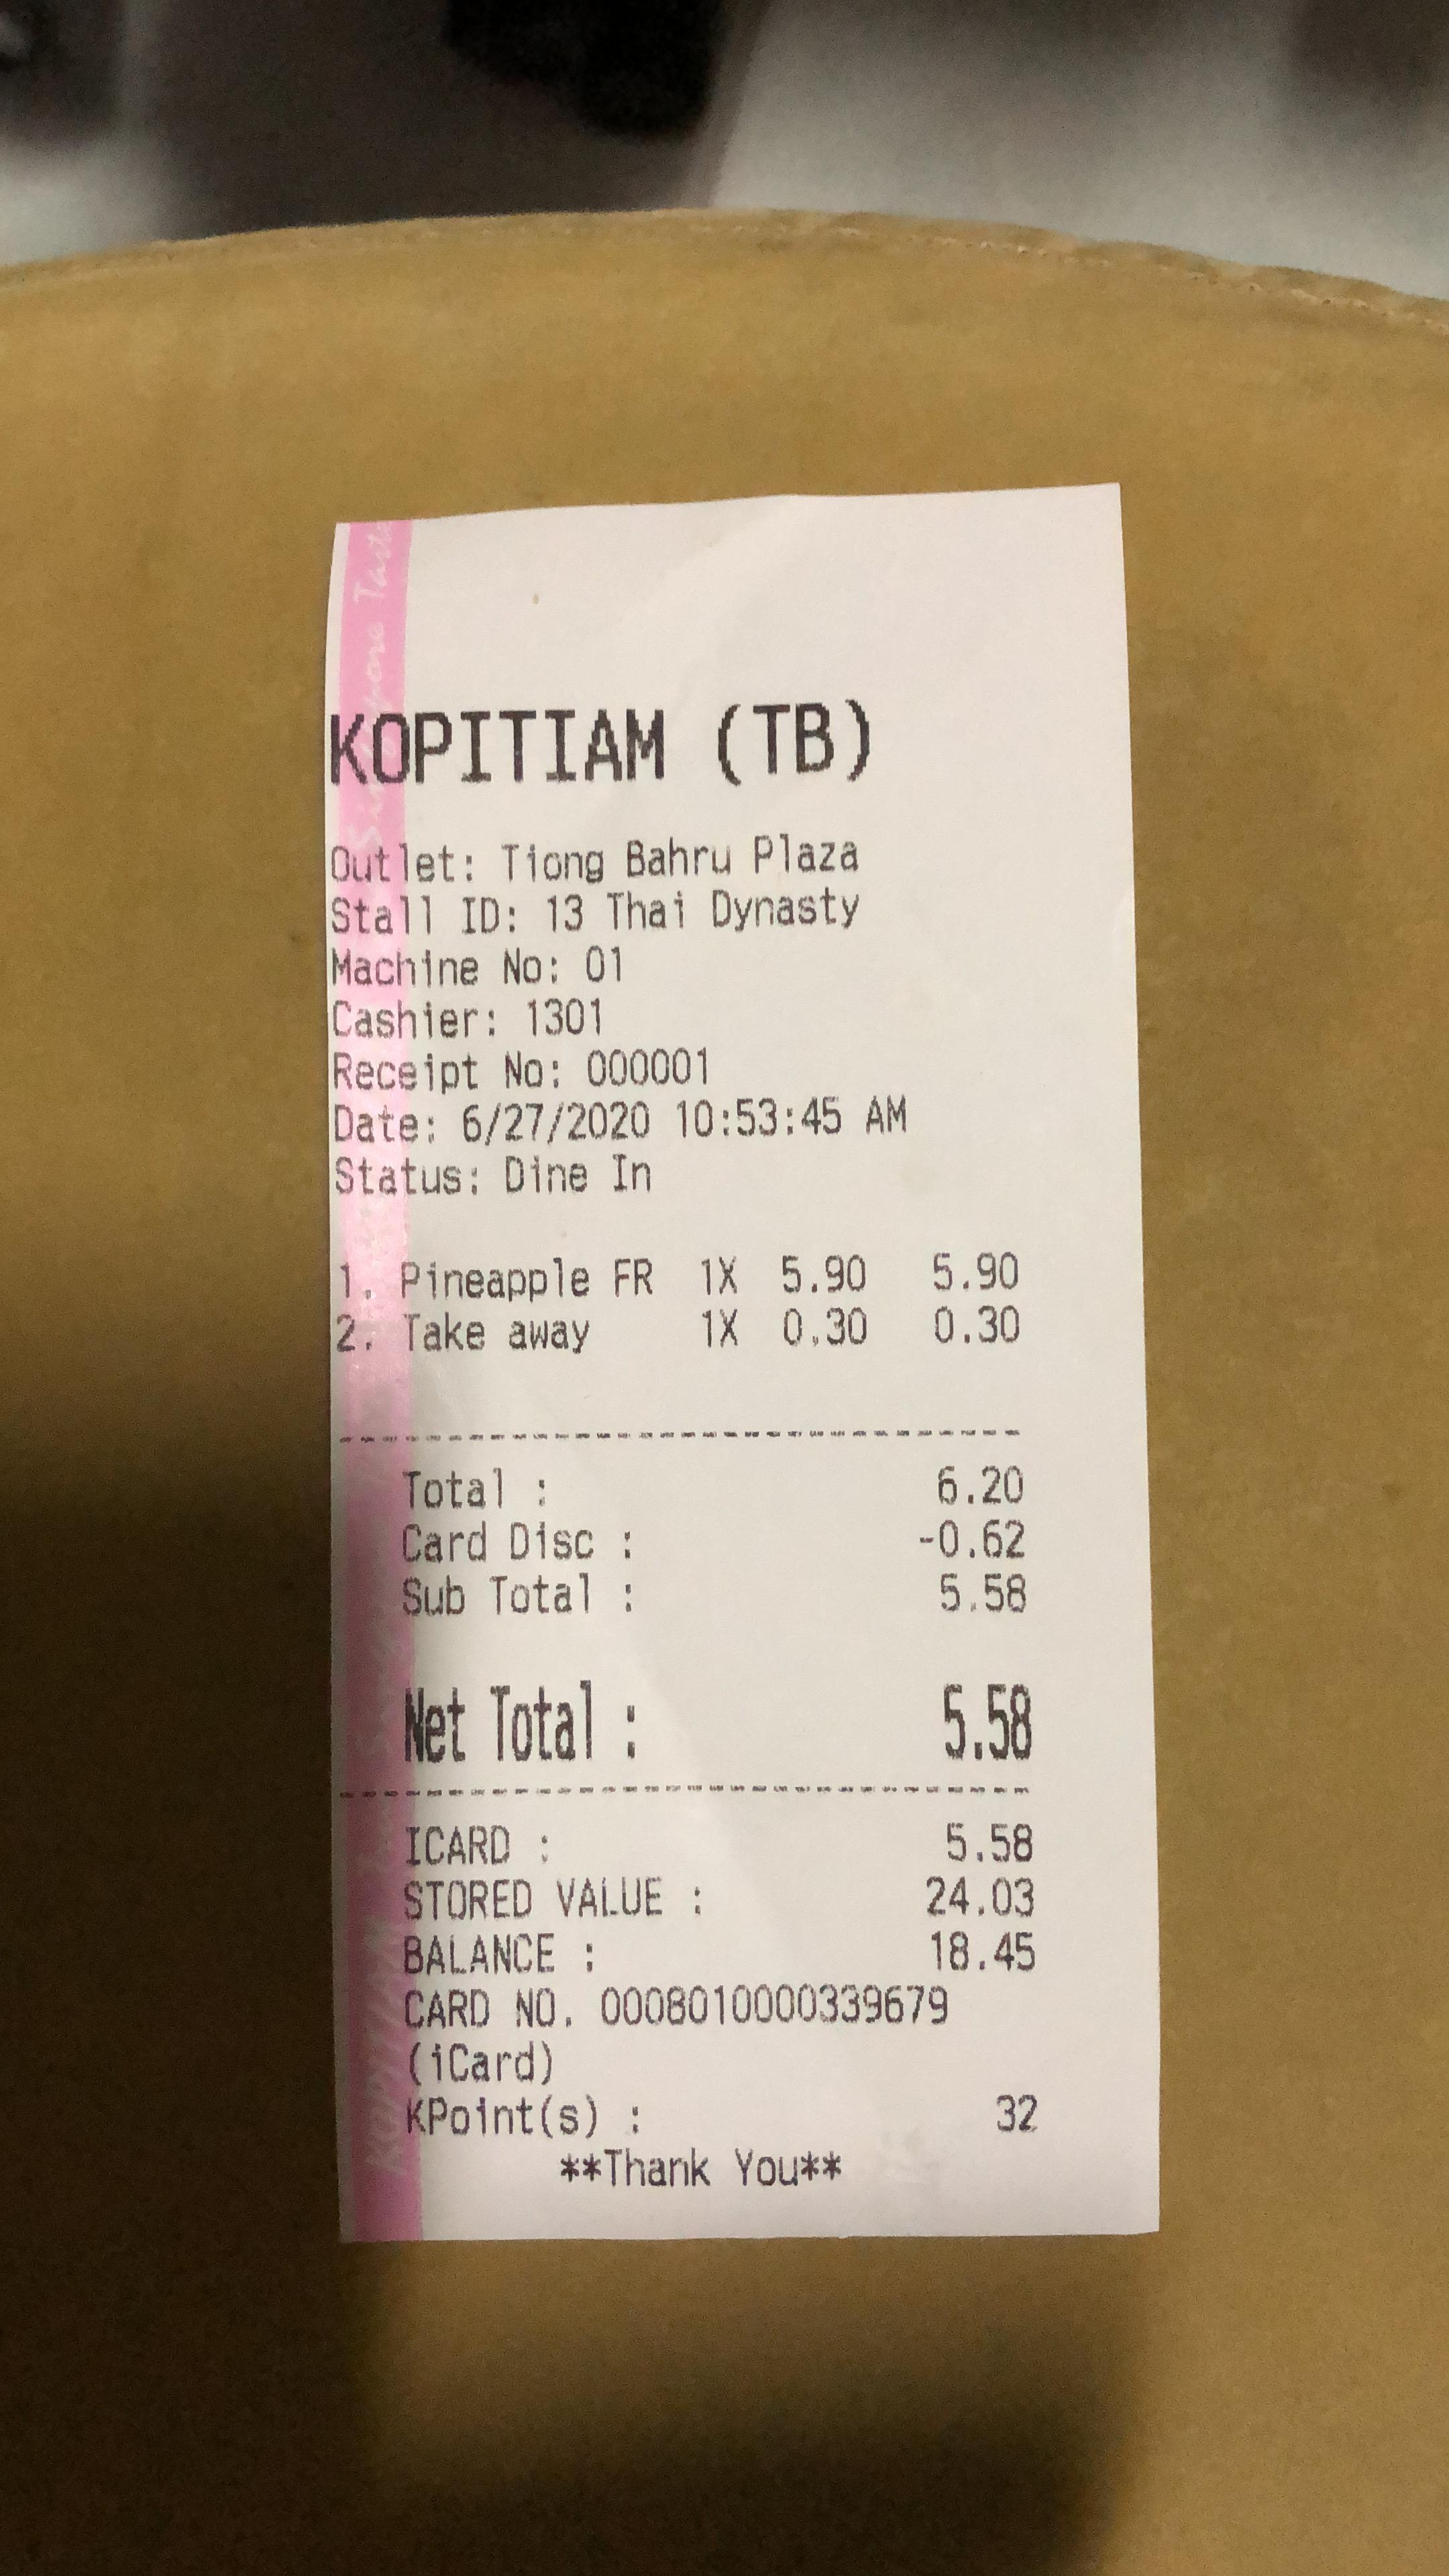 KOPITIAM (TB)
Outlet: Tiong Bahru Plaza
Stall ID: 13 Thai Dynasty
Machine No: 01
Cashier: 1301
Receipt No: 000001
Date: 6/27/2020 10:53:45 AM
Status: Dine In
1. Pineapple FR 1X 5.90 5.90
2. Take away 1X 0.30 0.30
Total : 6.20
Card Disc : -0.62
Sub Total : 5.58
Net Total : 5.58
ICARD : 5.58
STORED VALUE : 24.03
BALANCE : 18.45
CARD NO. 0008010000339679
(iCard)
KPoint(s) : 32
**Thank You**